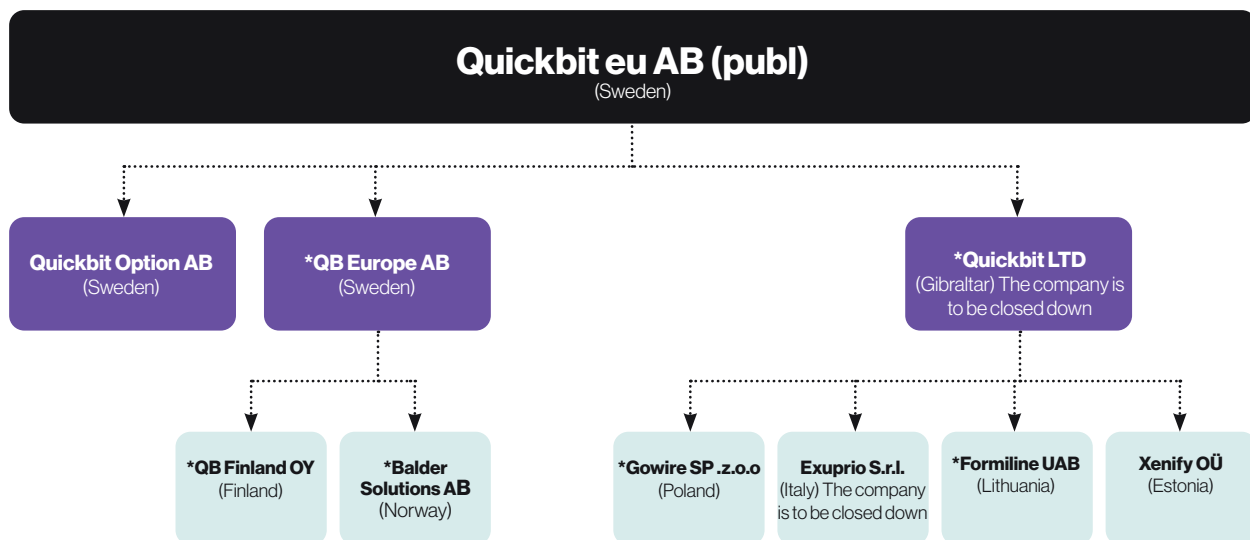 Quickbit eu AB (publ)
(Sweden)
Quickbit Option AB
(Sweden)
*QB Europe AB
(Sweden)
*Quickbit LTD
(Gibraltar) The company is
to be closed down
*QB Finland OY
(Finland)
*Balder
Solutions AB
(Norway)
*Gowire SP .z.o.o
(Poland)
Exuprio S.r.l.
(Italy) The company
is to be closed down
*Formiline UAB
(Lithuania)
Xenify OÜ
(Estonia)